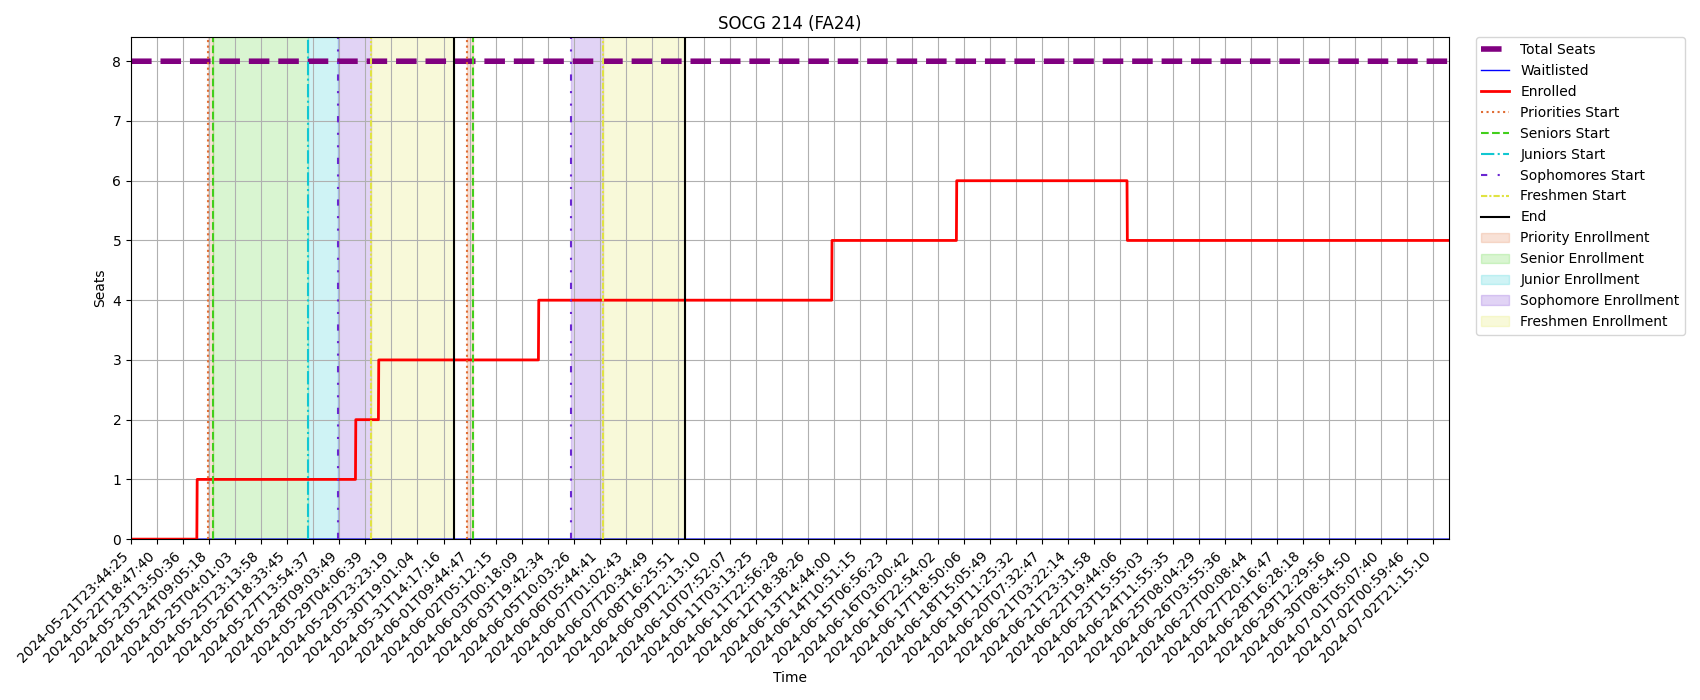 SOCG 214 (FA24)
8
7
6
5
4
3
2
1
0
Seats
2024-05-21T23:44:25
2024-05-22T18:47:40
2024-05-23T13:50:36
2024-05-24T09:05:18
2024-05-25T04:01:03
2024-05-25T23:13:58
2024-05-26T18:33:45
2024-05-27T13:54:37
2024-05-28T09:03:49
2024-05-29T04:06:39
2024-05-29T23:23:19
2024-05-30T19:01:04
2024-05-31T14:17:16
2024-06-01T09:44:47
2024-06-02T05:12:15
2024-06-03T00:18:09
2024-06-03T19:42:34
2024-06-05T10:03:26
2024-06-06T05:44:41
2024-06-07T01:02:43
2024-06-07T20:34:49
2024-06-08T16:25:51
2024-06-09T12:13:10
2024-06-10T07:52:07
2024-06-11T03:13:25
2024-06-11T22:56:28
2024-06-12T18:38:26
2024-06-13T14:44:00
2024-06-14T10:51:15
2024-06-15T06:56:23
2024-06-16T03:00:42
2024-06-16T22:54:02
2024-06-17T18:50:06
2024-06-18T15:05:49
2024-06-19T11:25:32
2024-06-20T07:32:47
2024-06-21T03:22:14
2024-06-21T23:31:58
2024-06-22T19:44:06
2024-06-23T15:55:03
2024-06-24T11:55:35
2024-06-25T08:04:29
2024-06-26T03:55:36
2024-06-27T00:08:44
2024-06-27T20:16:47
2024-06-28T16:28:18
2024-06-29T12:29:56
2024-06-30T08:54:50
2024-07-01T05:07:40
2024-07-02T00:59:46
2024-07-02T21:15:10
Time
Total Seats
Waitlisted
Enrolled
Priorities Start
Seniors Start
Juniors Start
Sophomores Start
Freshmen Start
End
Priority Enrollment
Senior Enrollment
Junior Enrollment
Sophomore Enrollment
Freshmen Enrollment